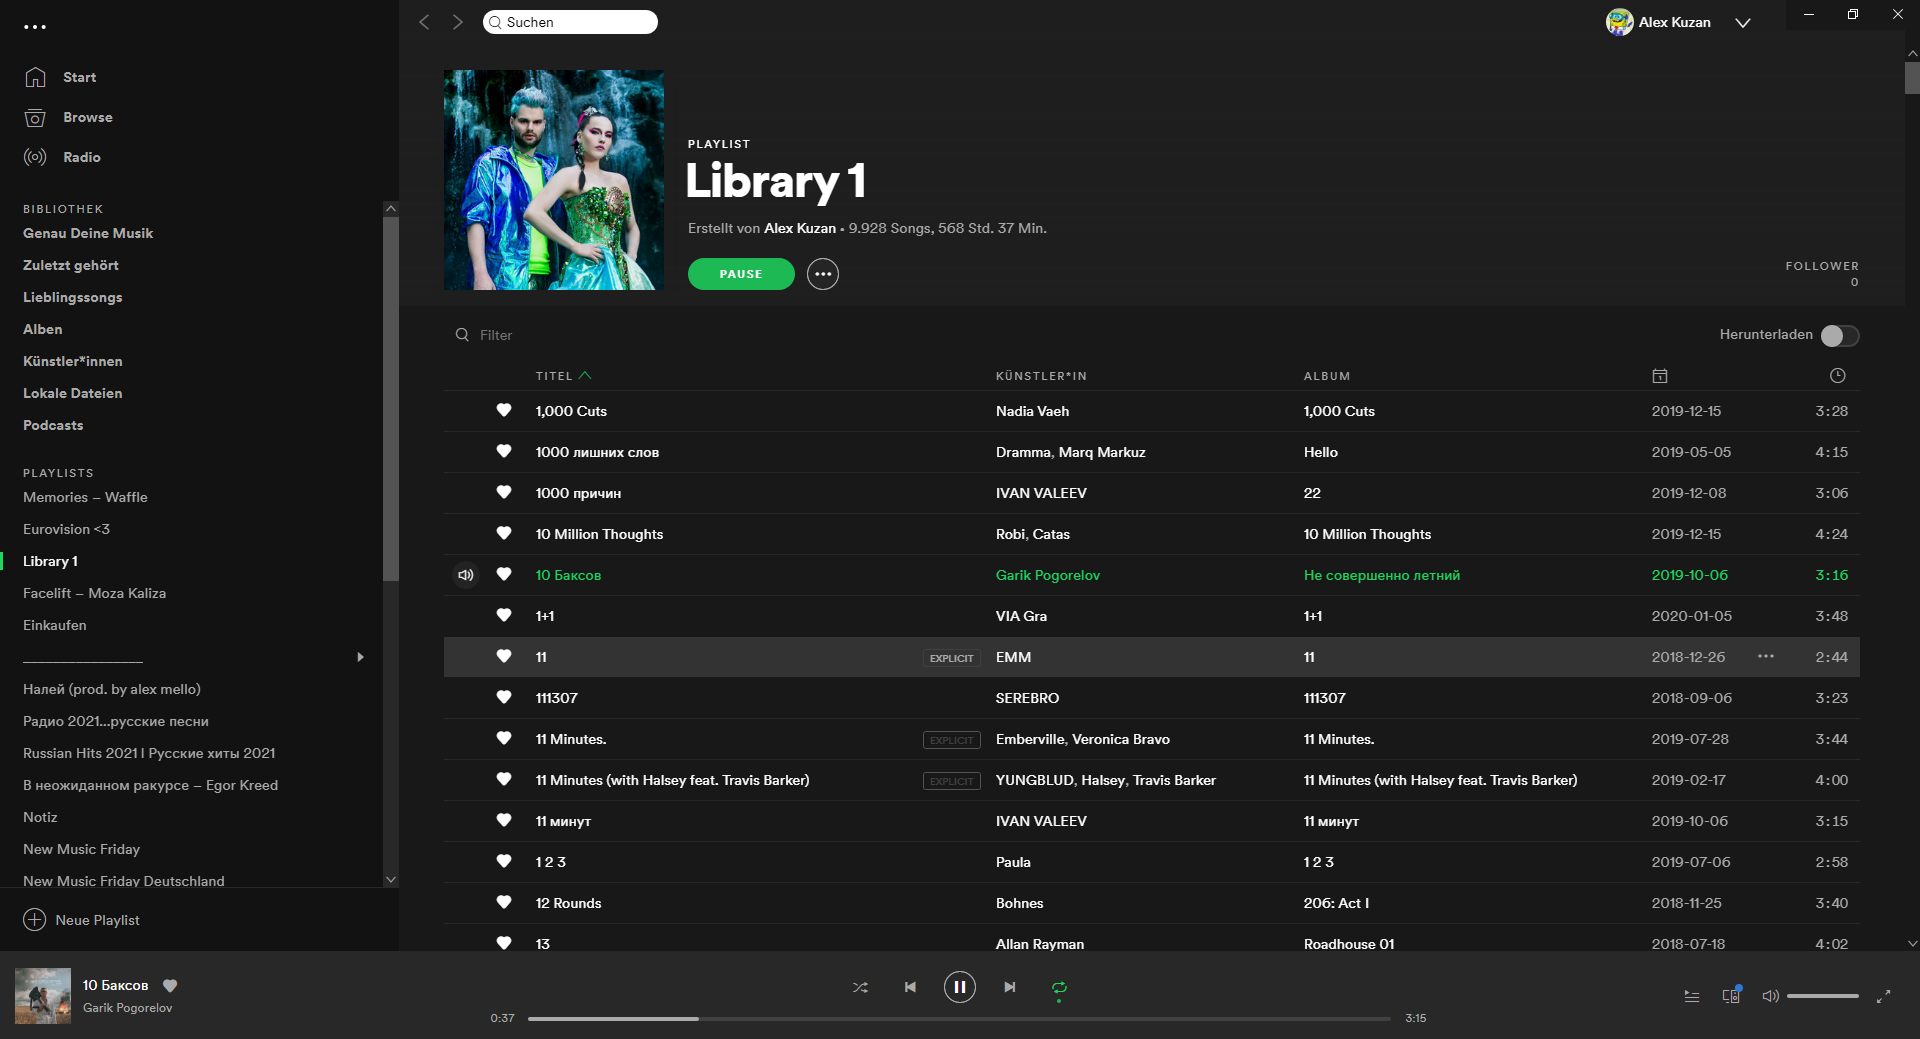 Suchen
Alex Kuzan
Start
Browse
Radio
BIBLIOTHEK
Genau Deine Musik
Zuletzt gehört
Lieblingssongs
Alben
Künstler*innen
Lokale Dateien
Podcasts
PLAYLISTS
Memories – Waffle
Eurovision <3
Library 1
Facelift – Moza Kaliza
Einkaufen
________________
Налей (prod. by alex mello)
Радио 2021...русские песни
Russian Hits 2021 I Русские хиты 2021
В неожиданном ракурсе – Egor Kreed
Notiz
New Music Friday
New Music Friday Deutschland
Neue Playlist
PLAYLIST
Library 1
Erstellt von Alex Kuzan • 9.928 Songs, 568 Std. 37 Min.
PAUSE
FOLLOWER
0
Filter
Herunterladen
TITEL KÜNSTLER*IN ALBUM
1,000 Cuts Nadia Vaeh 1,000 Cuts 2019-12-15 3:28
1000 лишних слов Dramma, Marq Markuz Hello 2019-05-05 4:15
1000 причин IVAN VALEEV 22 2019-12-08 3:06
10 Million Thoughts Robi, Catas 10 Million Thoughts 2019-12-15 4:24
10 Баксов Garik Pogorelov Не совершенно летний 2019-10-06 3:16
1+1 VIA Gra 1+1 2020-01-05 3:48
11 EXPLICIT EMM 11 2018-12-26 2:44
111307 SEREBRO 111307 2018-09-06 3:23
11 Minutes. EXPLICIT Emberville, Veronica Bravo 11 Minutes. 2019-07-28 3:44
11 Minutes (with Halsey feat. Travis Barker) EXPLICIT YUNGBLUD, Halsey, Travis Barker 11 Minutes (with Halsey feat. Travis Barker) 2019-02-17 4:00
11 минут IVAN VALEEV 11 минут 2019-10-06 3:15
1 2 3 Paula 1 2 3 2019-07-06 2:58
12 Rounds Bohnes 206: Act I 2018-11-25 3:40
13 Allan Rayman Roadhouse 01 2018-07-18 4:02
10 Баксов
Garik Pogorelov
0:37 3:15